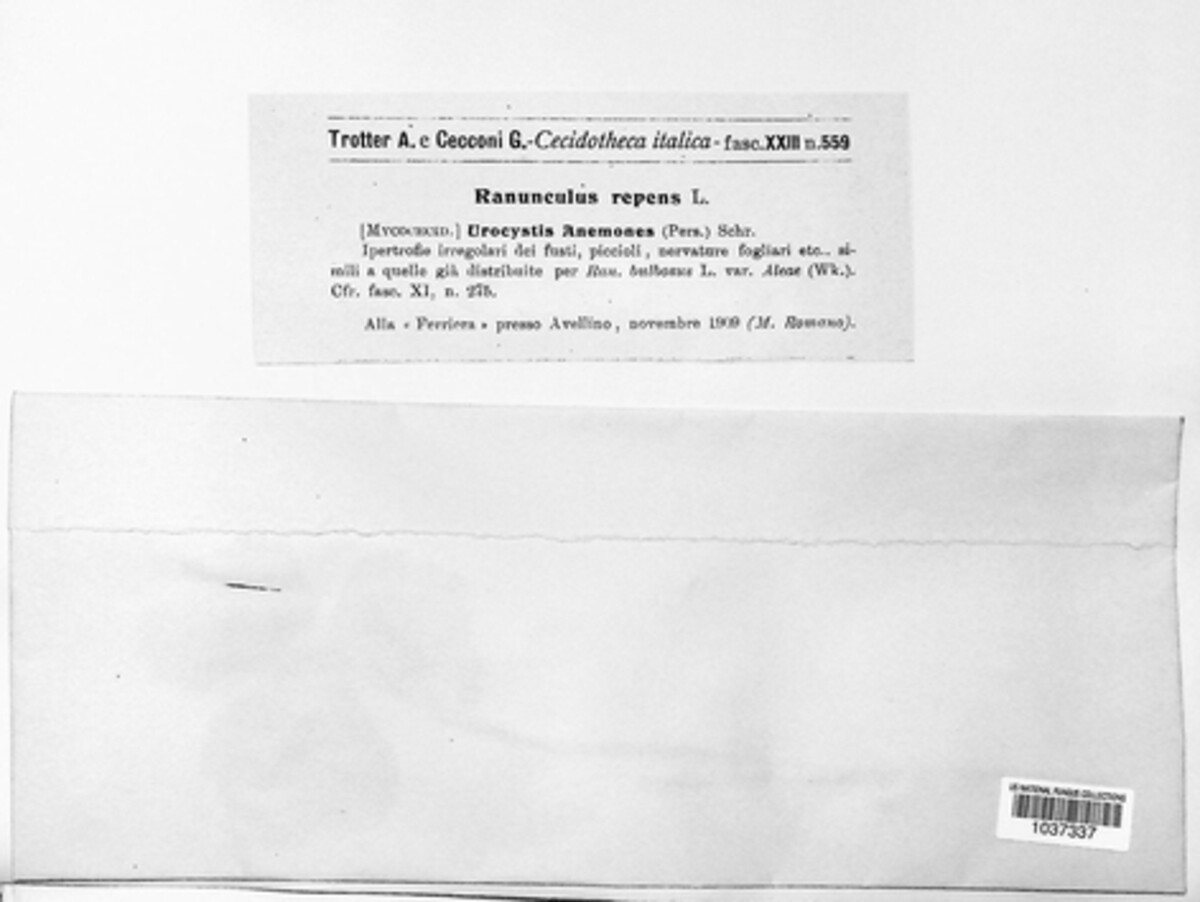 Trotter A. e Cecconi G.-Cecidotheca italica - fasc.XXIII n.559
Ranunculus repens L.
[MYCOCECID.] Urocystis Anemones (Pers.) Schr.
Ipertrofie irregolari dei fusti, piccioli, nervature fogliari etc.. si-
mili a quelle già distribuite per Ran. bulbosus L. var. Aleae (Wk.).
Cfr. fasc. XI, n. 275.
Alla « Ferriera » presso Avellino, novembre 1909 (M. Romano).
US NATIONAL FUNGUS COLLECTIONS
1037337